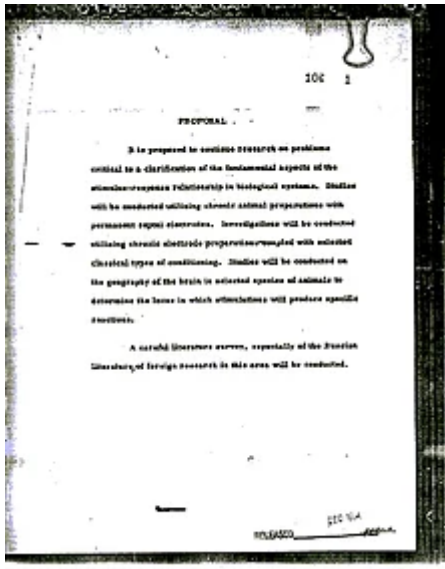 106 1
PROPOSAL
It is proposed to continue research on problems
critical to a clarification of the fundamental aspects of the
stimulus-response relationship in biological systems. Studies
will be conducted utilizing chronic animal preparations with
permanent electrodes. Investigations will be conducted
utilizing chronic electrode preparations coupled with selected
classical types of conditioning. Studies will be conducted on
the geography of the brain in selected species of animals to
determine the locus in which stimulations will produce specific
reactions.
A careful literature survey, especially of the Russian
literature, of foreign research in this area will be conducted.
RELEASED